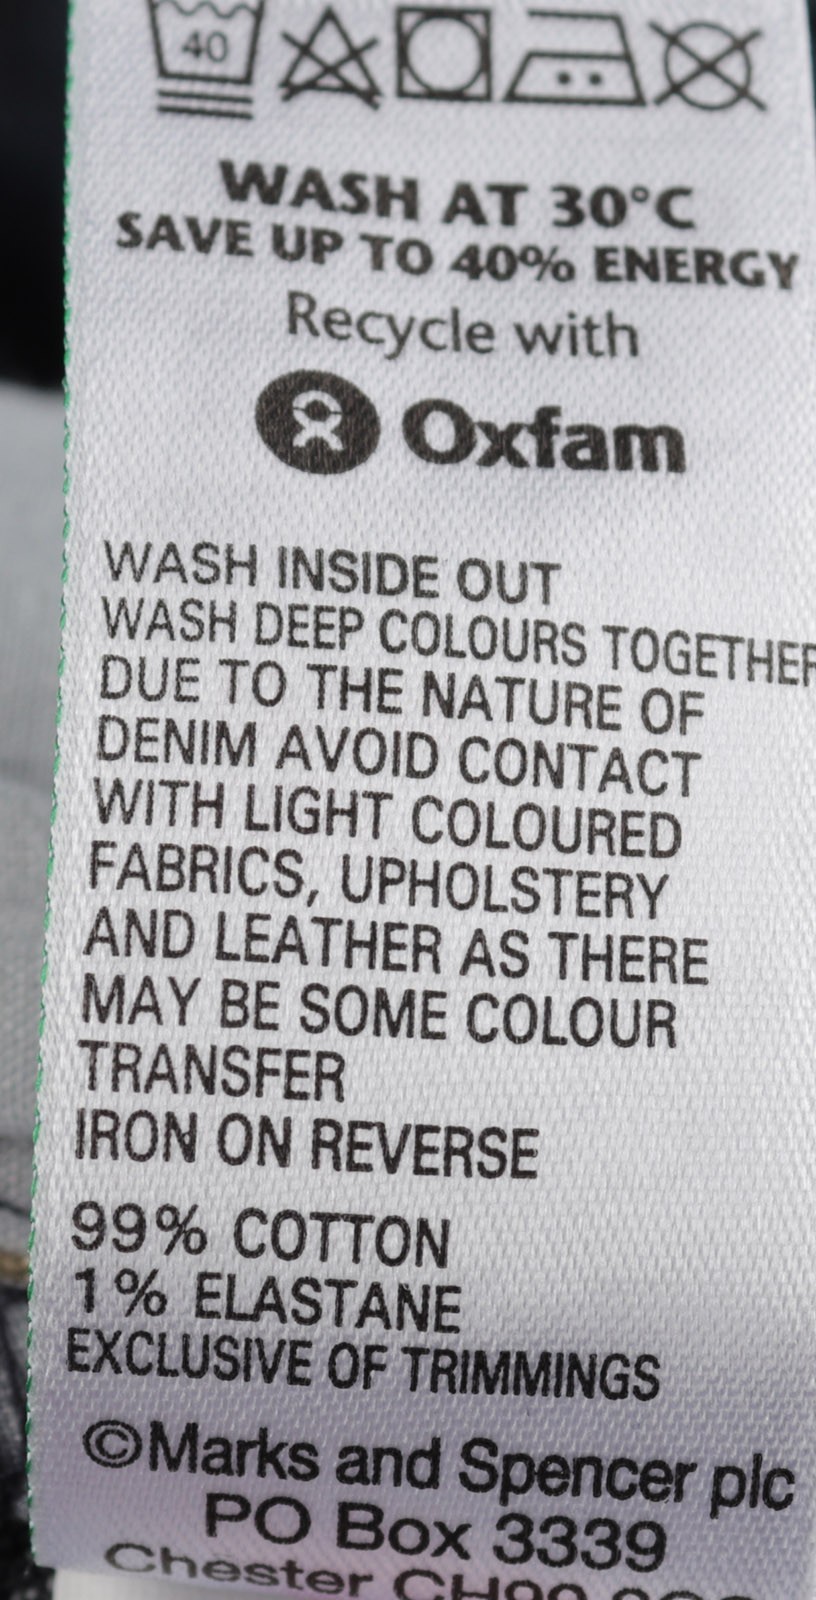 40
WASH AT 30°C
SAVE UP TO 40% ENERGY
Recycle with
Oxfam
WASH INSIDE OUT
WASH DEEP COLOURS TOGETHER
DUE TO THE NATURE OF
DENIM AVOID CONTACT
WITH LIGHT COLOURED
FABRICS, UPHOLSTERY
AND LEATHER AS THERE
MAY BE SOME COLOUR
TRANSFER
IRON ON REVERSE
99% COTTON
1% ELASTANE
EXCLUSIVE OF TRIMMINGS
©Marks and Spencer plc
PO Box 3339
Chester